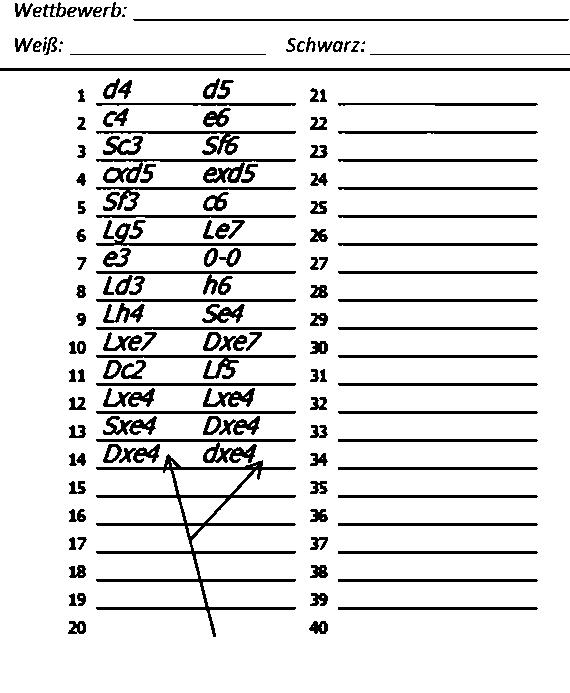 Wettbewerb:
Weiß: Schwarz:
1 d4 d5 21
2 c4 e6 22
3 Sc3 Sf6 23
4 cxd5 exd5 24
5 Sf3 c6 25
6 Lg5 Le7 26
7 e3 0-0 27
8 Ld3 h6 28
9 Lh4 Se4 29
10 Lxe7 Dxe7 30
11 Dc2 Lf5 31
12 Lxe4 Lxe4 32
13 Sxe4 Dxe4 33
14 Dxe4 dxe4 34
15 35
16 36
17 37
18 38
19 39
20 40